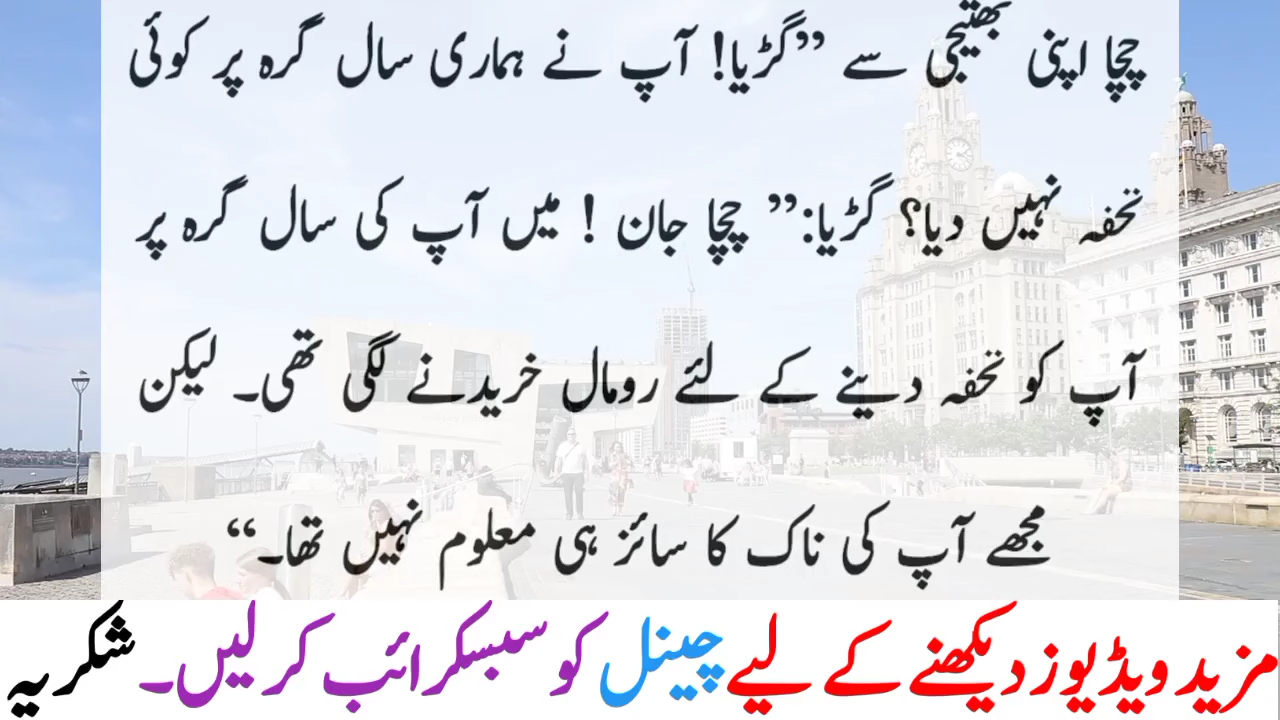 چچا اپنی بھتیجی سے ”گڑیا! آپ نے ہماری سال گرہ پر کوئی
تحفہ نہیں دیا؟ گڑیا:” چچا جان ! میں آپ کی سال گرہ پر
آپ کو تحفہ دینے کے لئے رومال خریدنے لگی تھی۔ لیکن
مجھے آپ کی ناک کا سائز ہی معلوم نہیں تھا۔“
مزید ویڈیوز دیکھنے کے لیے چینل کو سبسکرائب کرلیں۔ شکریہ